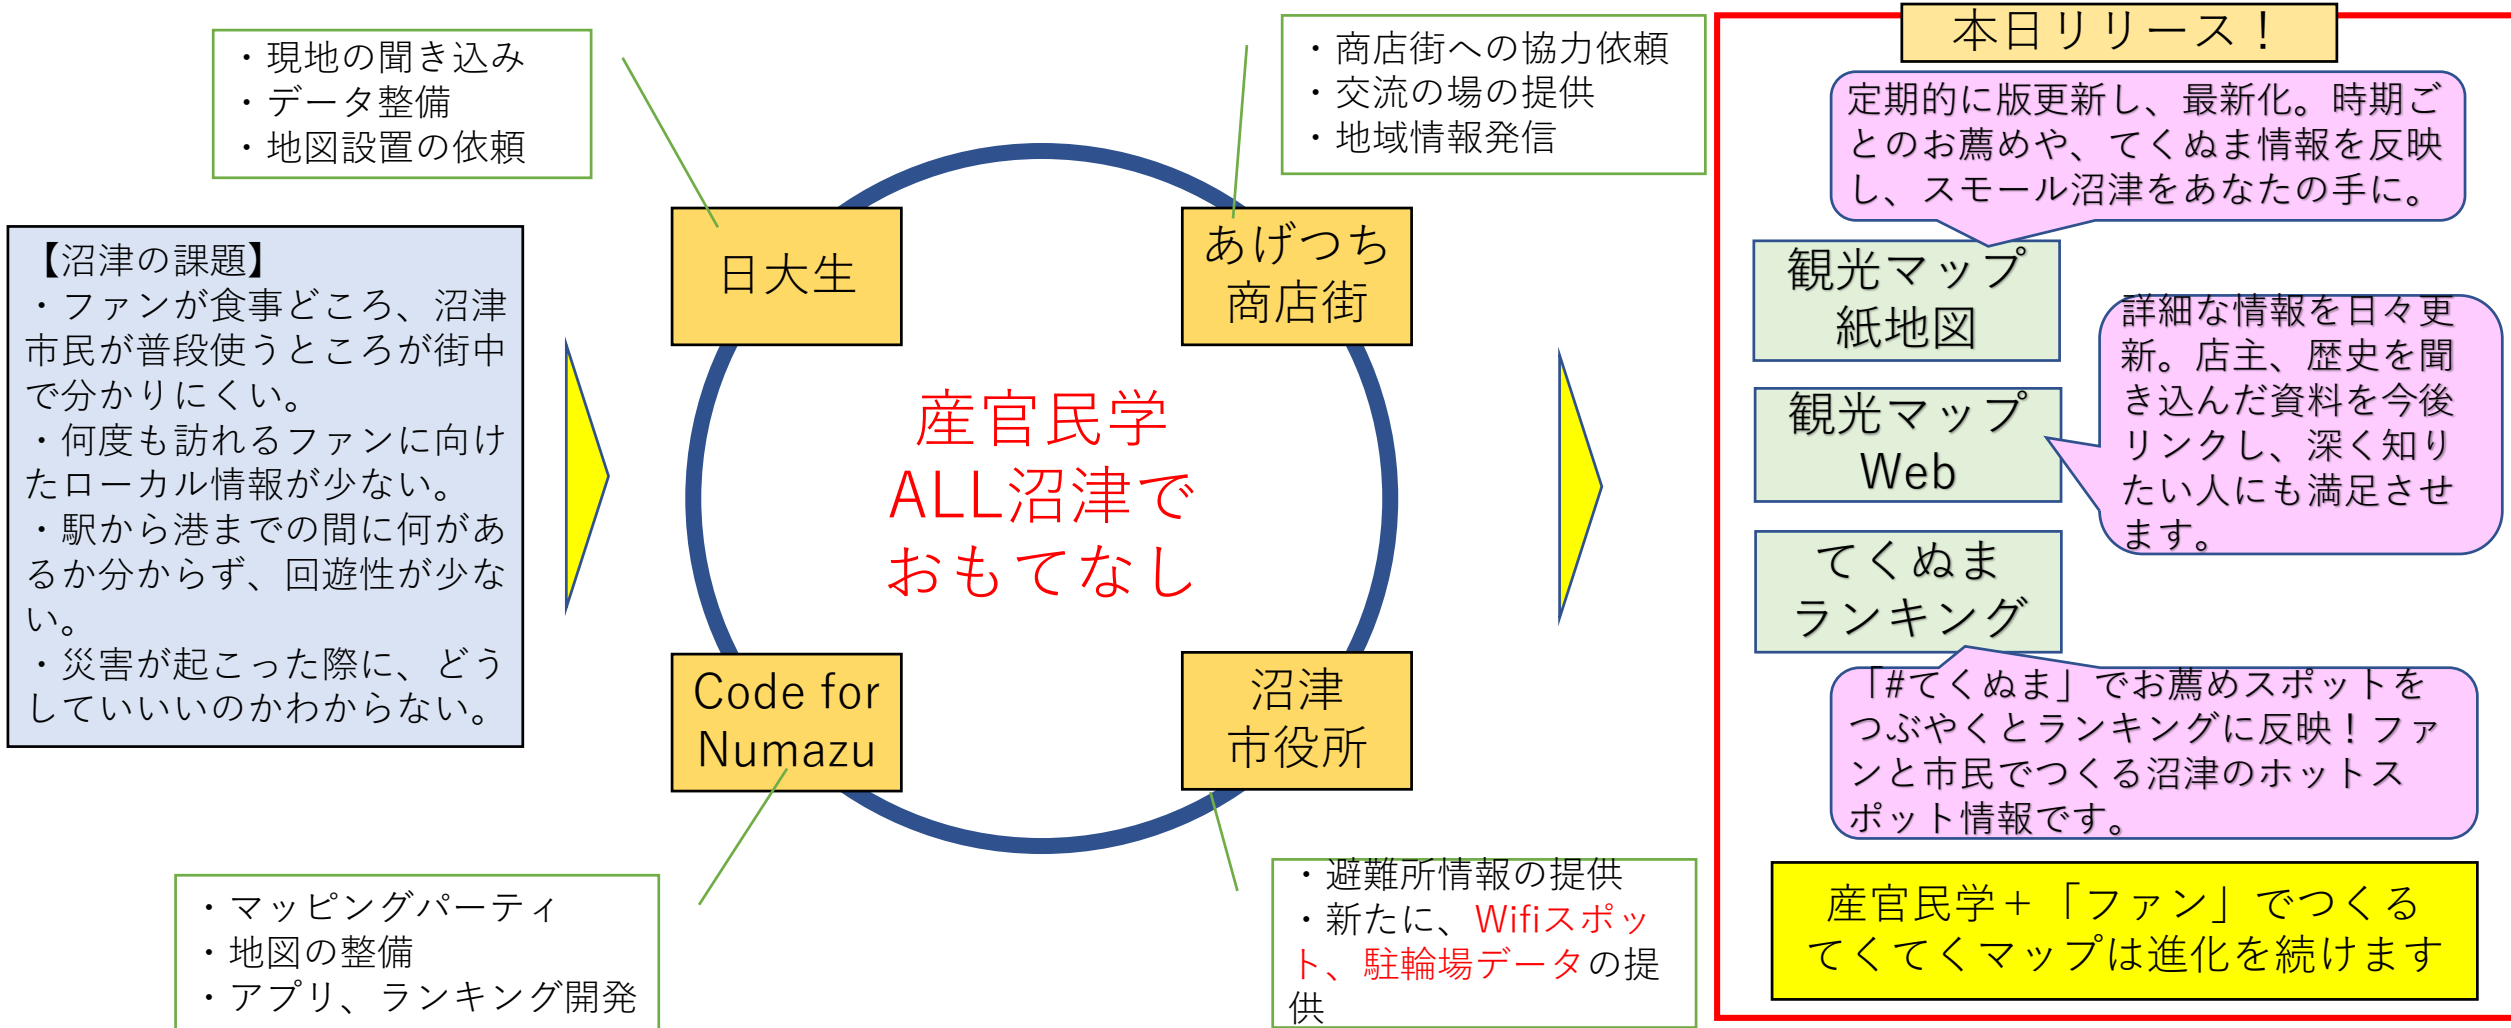 ・現地の聞き込み
・データ整備
・地図設置の依頼
・商店街への協力依頼
・交流の場の提供
・地域情報発信
【沼津の課題】
・ファンが食事どころ、沼津
市民が普段使うところが街中
で分かりにくい。
・何度も訪れるファンに向け
たローカル情報が少ない。
・駅から港までの間に何があ
るか分からず、回遊性が少な
い。
・災害が起こった際に、どう
していいいのかわからない。
日大生
あげつち
商店街
産官民学
ALL沼津で
おもてなし
Code for
Numazu
沼津
市役所
・マッピングパーティ
・地図の整備
・アプリ、ランキング開発
・避難所情報の提供
・新たに、Wifiスポッ
ト、駐輪場データの提
供
本日リリース！
定期的に版更新し、最新化。時期ご
とのお薦めや、てくぬま情報を反映
し、スモール沼津をあなたの手に。
観光マップ
紙地図
詳細な情報を日々更
新。店主、歴史を聞
き込んだ資料を今後
リンクし、深く知り
たい人にも満足させ
ます。
観光マップ
Web
てくぬま
ランキング
「#てくぬま」でお薦めスポットを
つぶやくとランキングに反映！ファ
ンと市民でつくる沼津のホットス
ポット情報です。
産官民学＋「ファン」でつくる
てくてくマップは進化を続けます